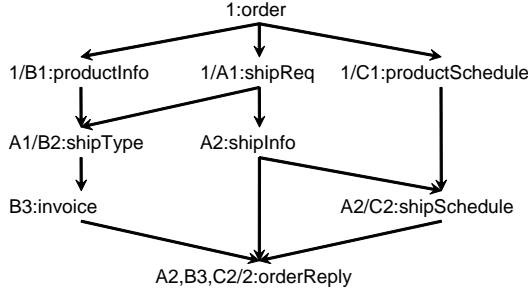 1:order
1/B1:productInfo
1/A1:shipReq
1/C1:productSchedule
A1/B2:shipType
A2:shipInfo
B3:invoice
A2/C2:shipSchedule
A2,B3,C2/2:orderReply